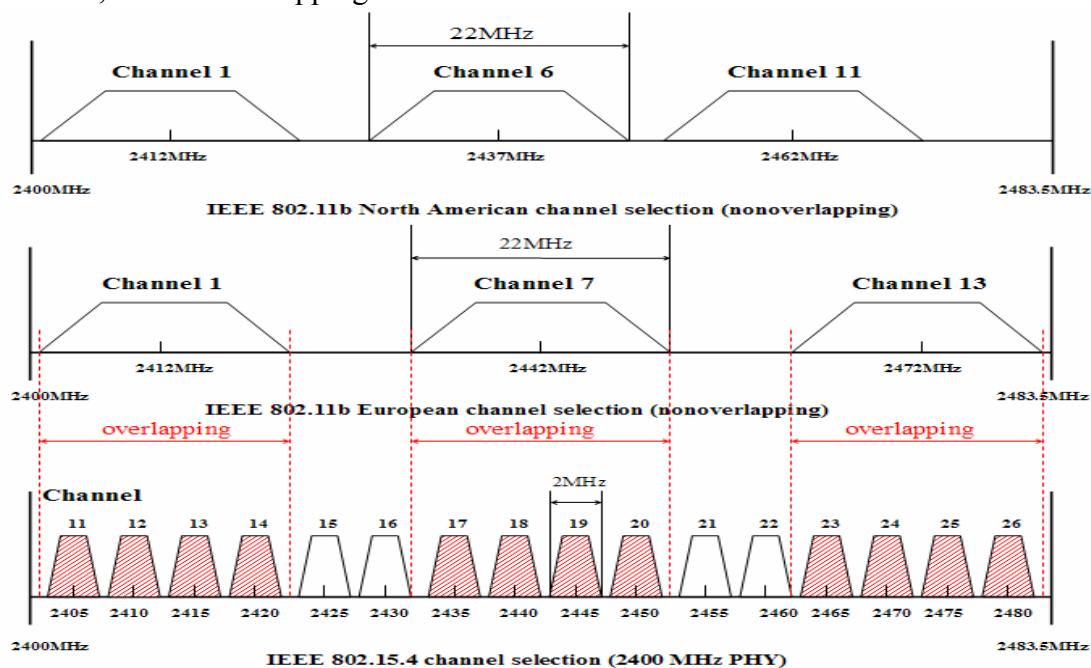 22MHz
Channel 1 Channel 6 Channel 11
2412MHz 2437MHz 2462MHz
2400MHz 2483.5MHz
IEEE 802.11b North American channel selection (nonoverlapping)
22MHz
Channel 1 Channel 7 Channel 13
2412MHz 2442MHz 2472MHz
2400MHz 2483.5MHz
IEEE 802.11b European channel selection (nonoverlapping)
overlapping overlapping overlapping
Channel 2MHz
11 12 13 14 15 16 17 18 19 20 21 22 23 24 25 26
2405 2410 2415 2420 2425 2430 2435 2440 2445 2450 2455 2460 2465 2470 2475 2480
2400MHz 2483.5MHz
IEEE 802.15.4 channel selection (2400 MHz PHY)